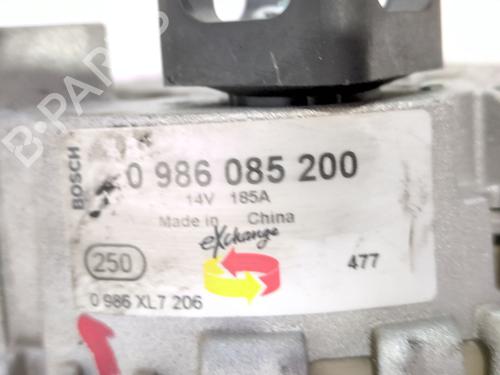 B-PARTS
BOSCH
0 986 085 200
14V 185A
Made in China
eXchange
250
477
0 986 XL7 206